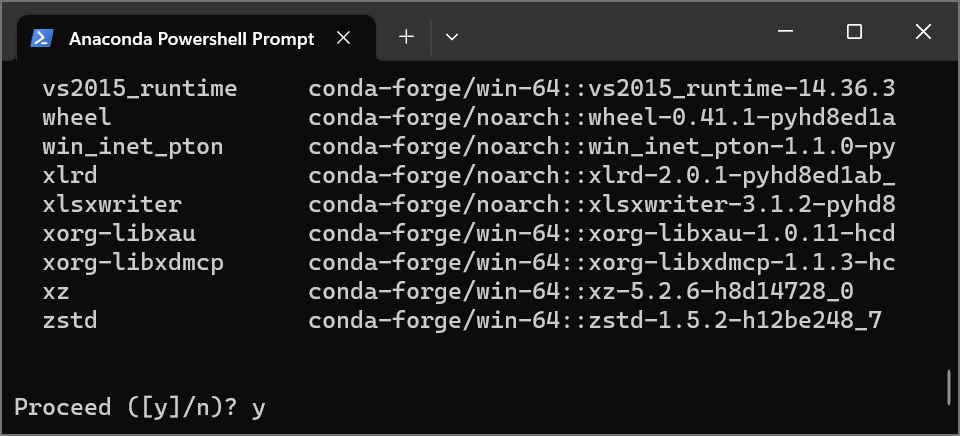 Anaconda Powershell Prompt
vs2015_runtime conda-forge/win-64::vs2015_runtime-14.36.3
wheel conda-forge/noarch::wheel-0.41.1-pyhd8ed1a
win_inet_pton conda-forge/noarch::win_inet_pton-1.1.0-py
xlrd conda-forge/noarch::xlrd-2.0.1-pyhd8ed1ab_
xlsxwriter conda-forge/noarch::xlsxwriter-3.1.2-pyhd8
xorg-libxau conda-forge/win-64::xorg-libxau-1.0.11-hcd
xorg-libxdmcp conda-forge/win-64::xorg-libxdmcp-1.1.3-hc
xz conda-forge/win-64::xz-5.2.6-h8d14728_0
zstd conda-forge/win-64::zstd-1.5.2-h12be248_7
Proceed ([y]/n)? y